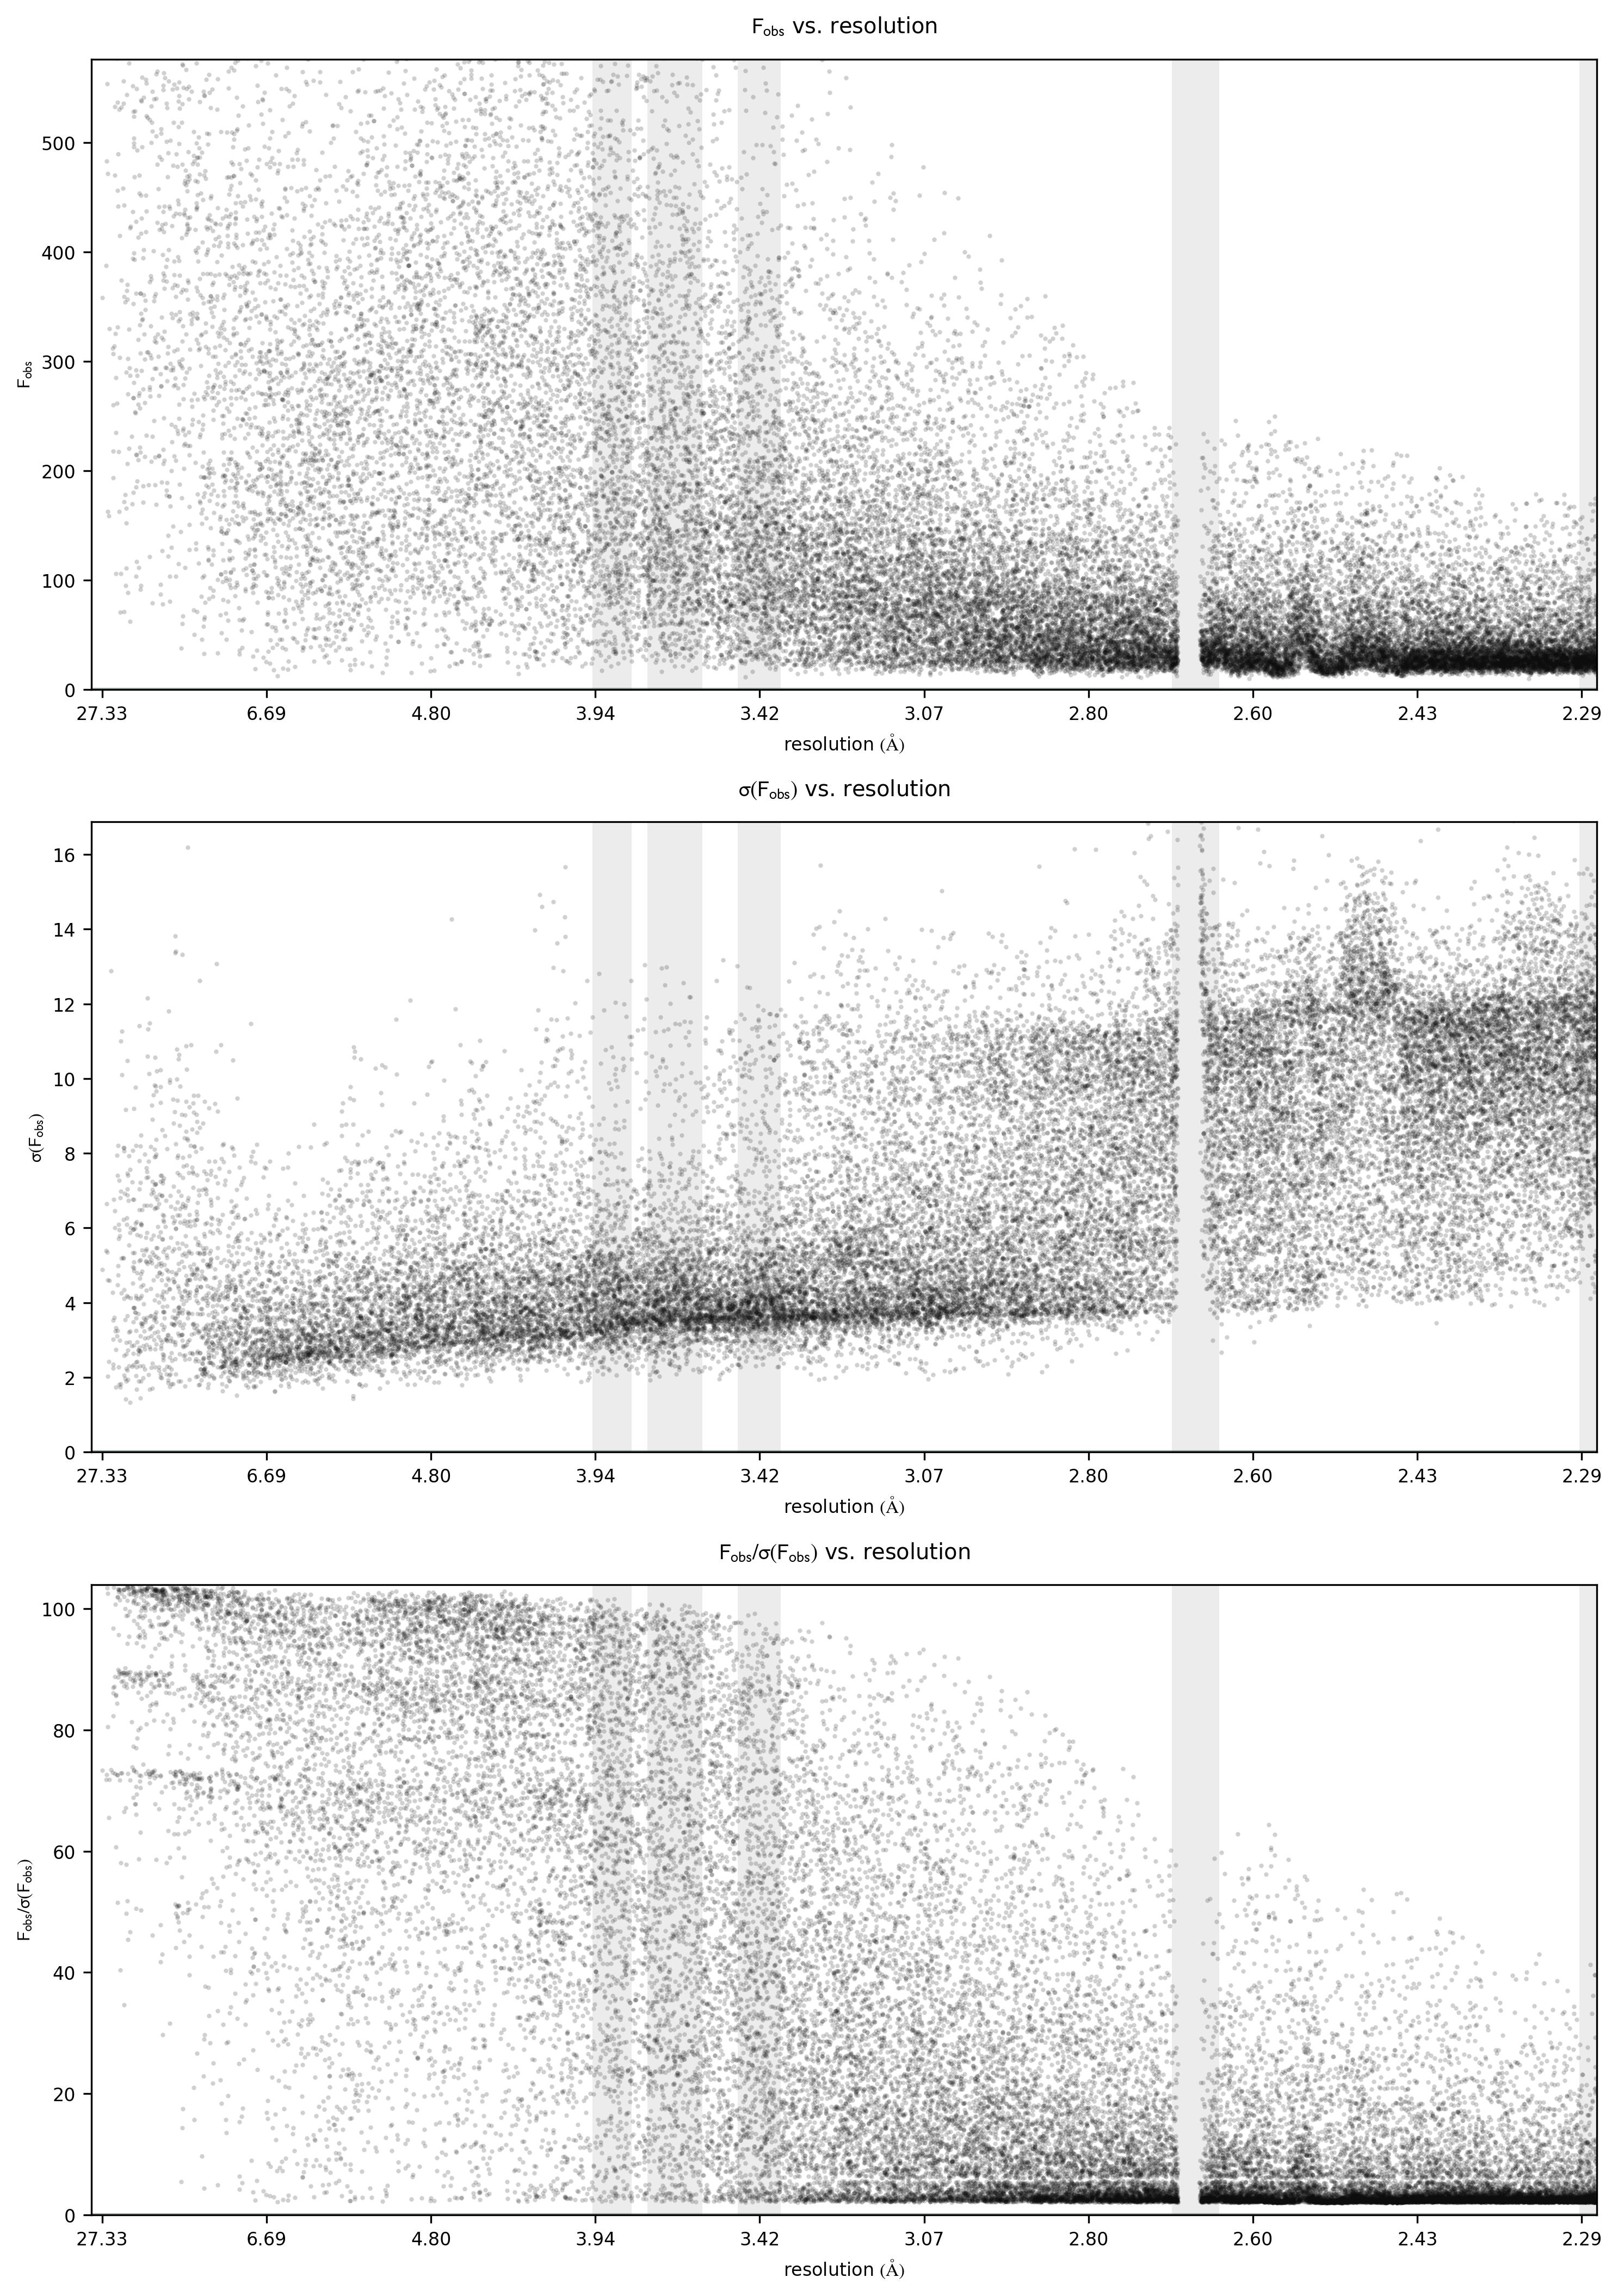 Fobs vs. resolution
500
400
300
200
100
0
Fobs
27.33 6.69 4.80 3.94 3.42 3.07 2.80 2.60 2.43 2.29
resolution (Å)
σ(Fobs) vs. resolution
16
14
12
10
8
6
4
2
0
σ(Fobs)
27.33 6.69 4.80 3.94 3.42 3.07 2.80 2.60 2.43 2.29
resolution (Å)
Fobs/σ(Fobs) vs. resolution
100
80
60
40
20
0
Fobs/σ(Fobs)
27.33 6.69 4.80 3.94 3.42 3.07 2.80 2.60 2.43 2.29
resolution (Å)